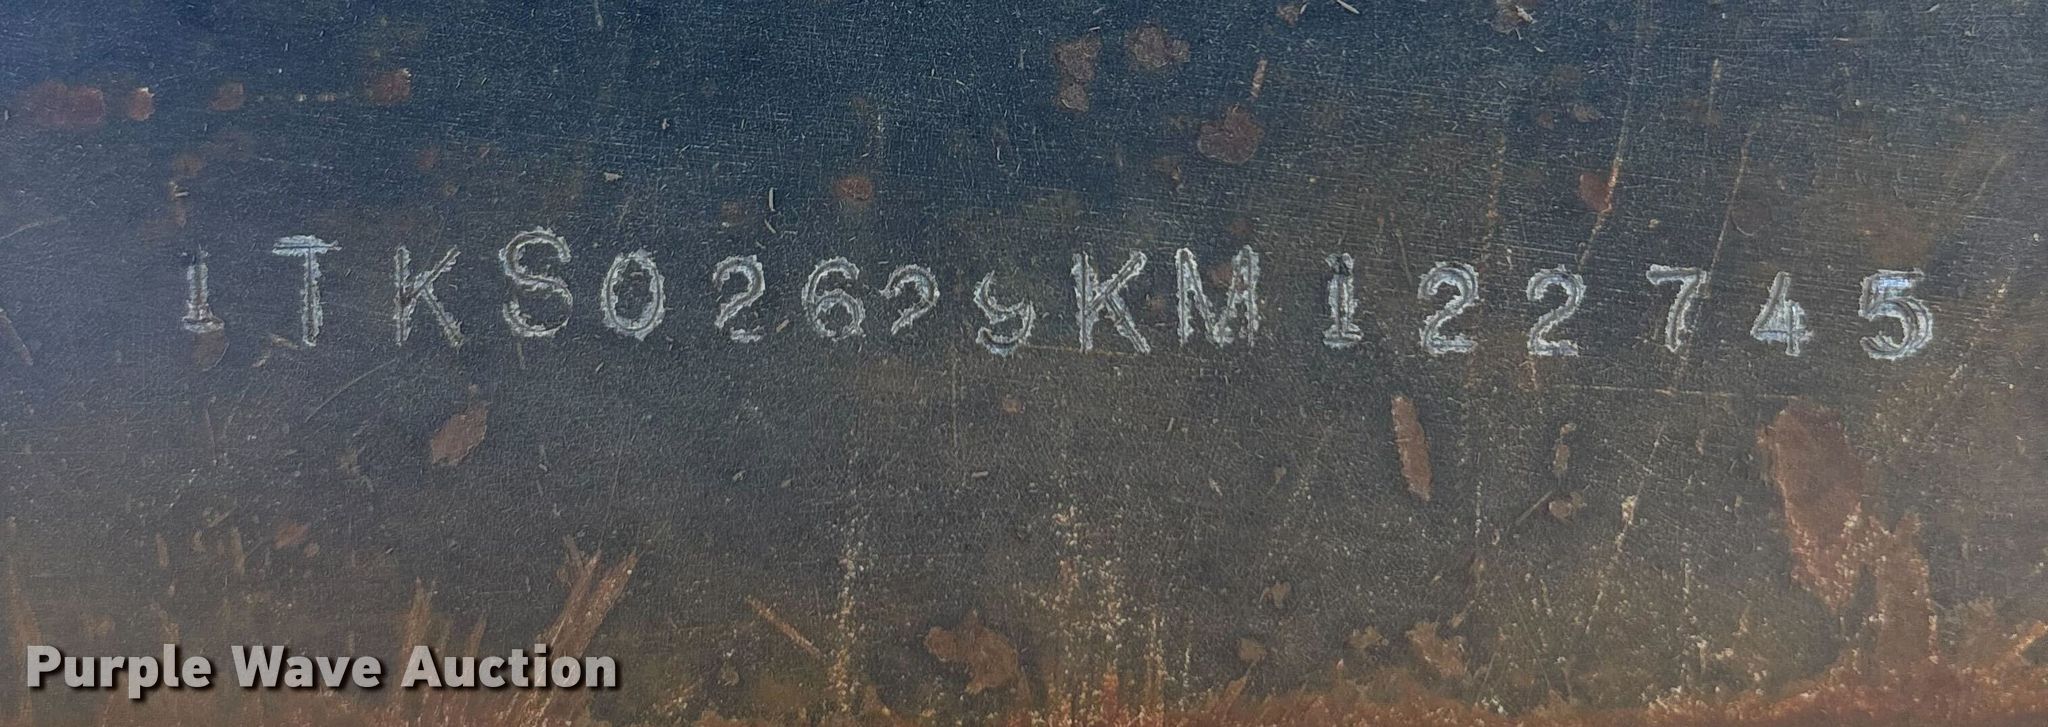 1TKS02629KM122745
Purple Wave Auction